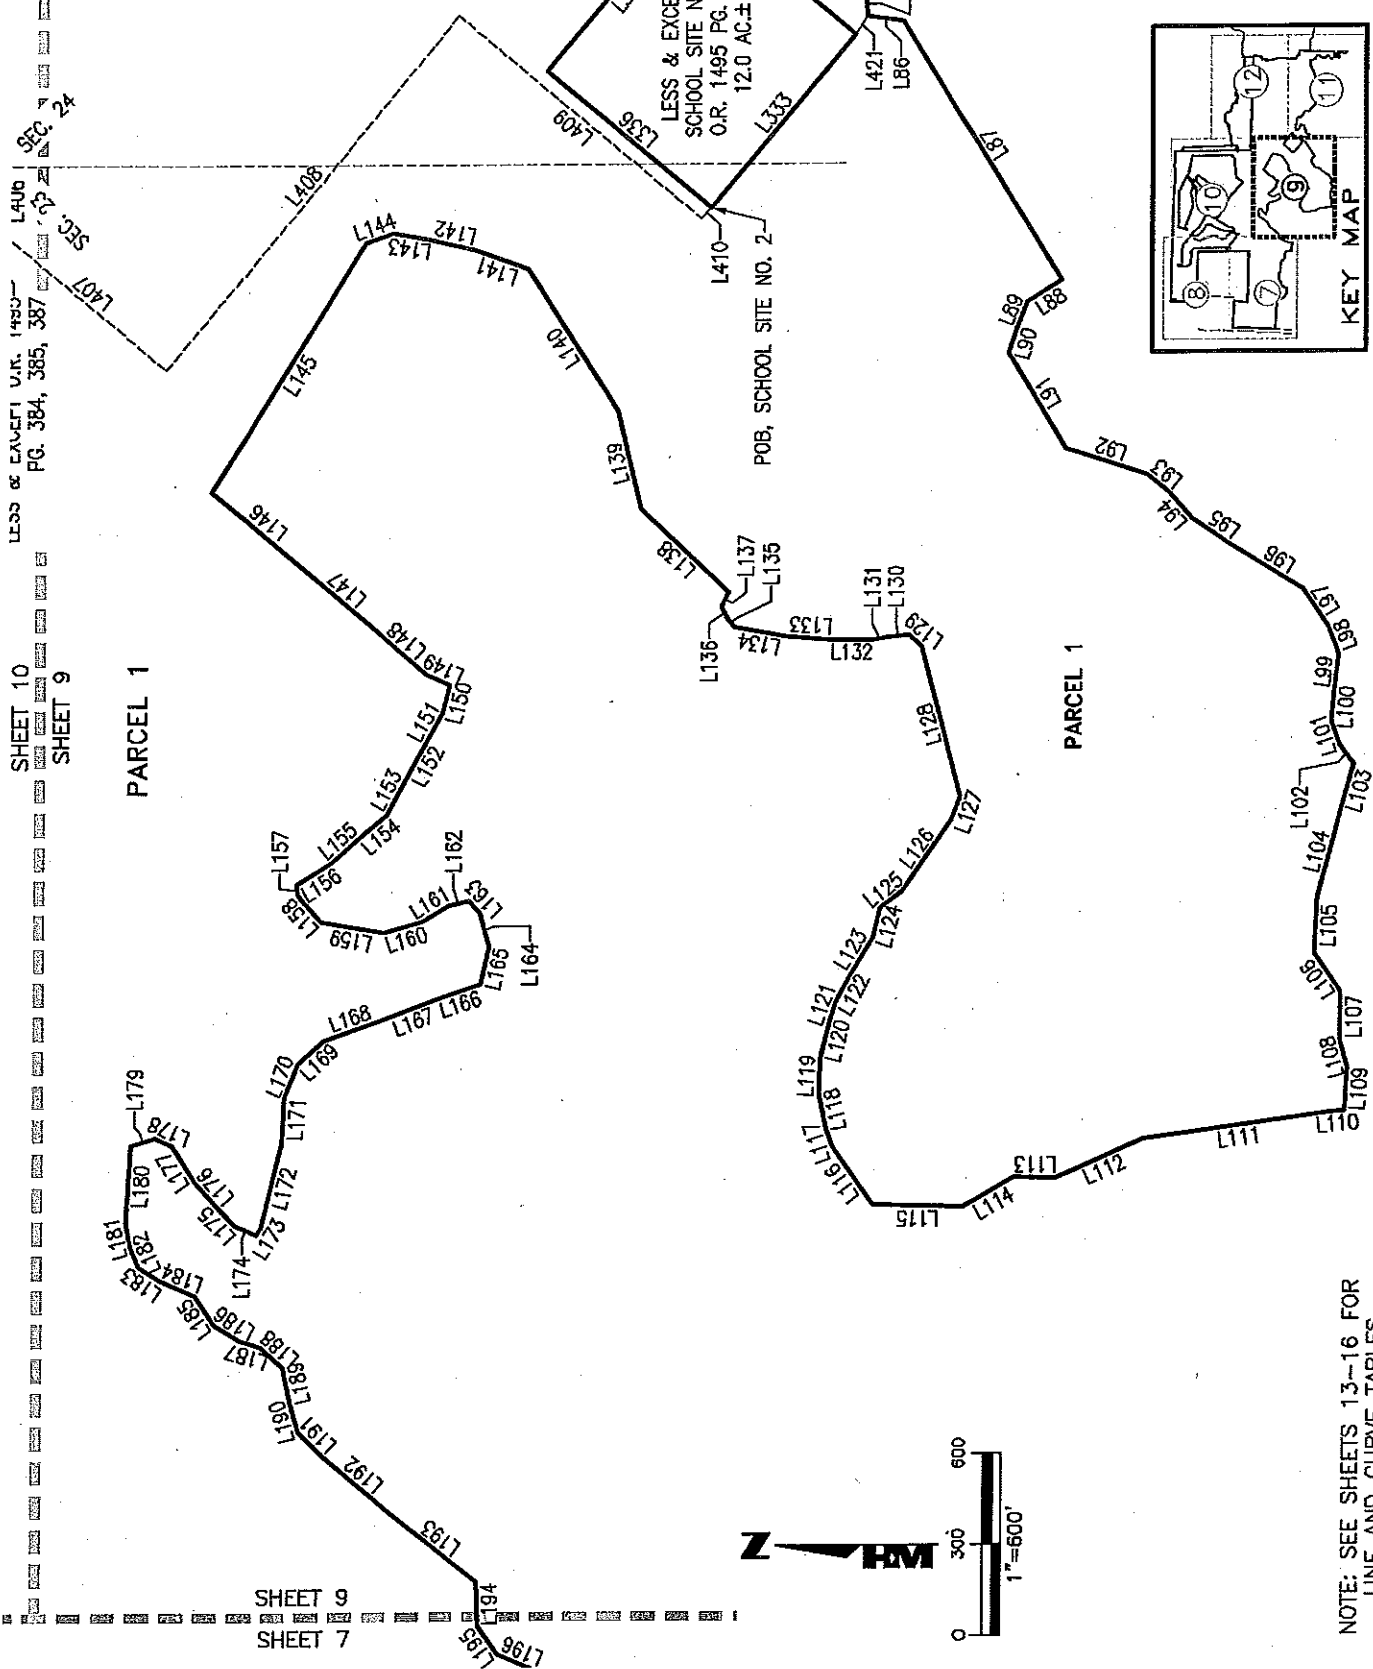 SHEET 10
SHEET 9
LESS & EXCEPT O.R. 1495
PG. 384, 385, 387
L406
SEC. 23
SEC. 24
L407
L408
L409
L410
L336
L333
LESS & EXCE
SCHOOL SITE N
O.R. 1495 PG.
12.0 AC.±
L421
L86
L87
L88
L89
L90
L91
L92
L93
L94
L95
L96
L97
L98
L99
L100
L101
L102
L103
L104
L105
L106
L107
L108
L109
L110
L111
L112
L113
L114
L115
L116
L117
L118
L119
L120
L121
L122
L123
L124
L125
L126
L127
L128
L129
L130
L131
L132
L133
L134
L135
L136
L137
L138
L139
L140
L141
L142
L143
L144
L145
L146
L147
L148
L149
L150
L151
L152
L153
L154
L155
L156
L157
L158
L159
L160
L161
L162
L163
L164
L165
L166
L167
L168
L169
L170
L171
L172
L173
L174
L175
L176
L177
L178
L179
L180
L181
L182
L183
L184
L185
L186
L187
L188
L189
L190
L191
L192
L193
L194
L195
L196
POB, SCHOOL SITE NO. 2
PARCEL 1
PARCEL 1
SHEET 9
SHEET 7
Z
HM
0 300 600
1"=600'
7
8
9
10
11
12
KEY MAP
NOTE: SEE SHEETS 13-16 FOR
LINE AND CURVE TABLES